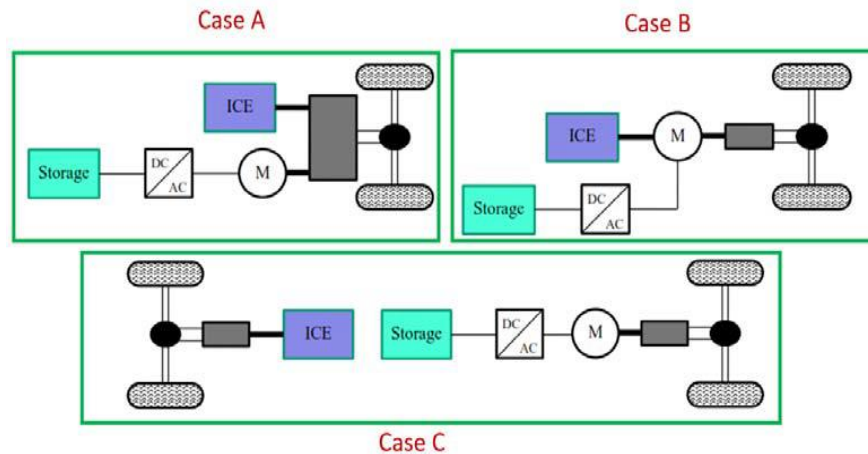 Case A
Case B
ICE
Storage
DC
AC
M
ICE
M
Storage
DC
AC
ICE
Storage
DC
AC
M
Case C